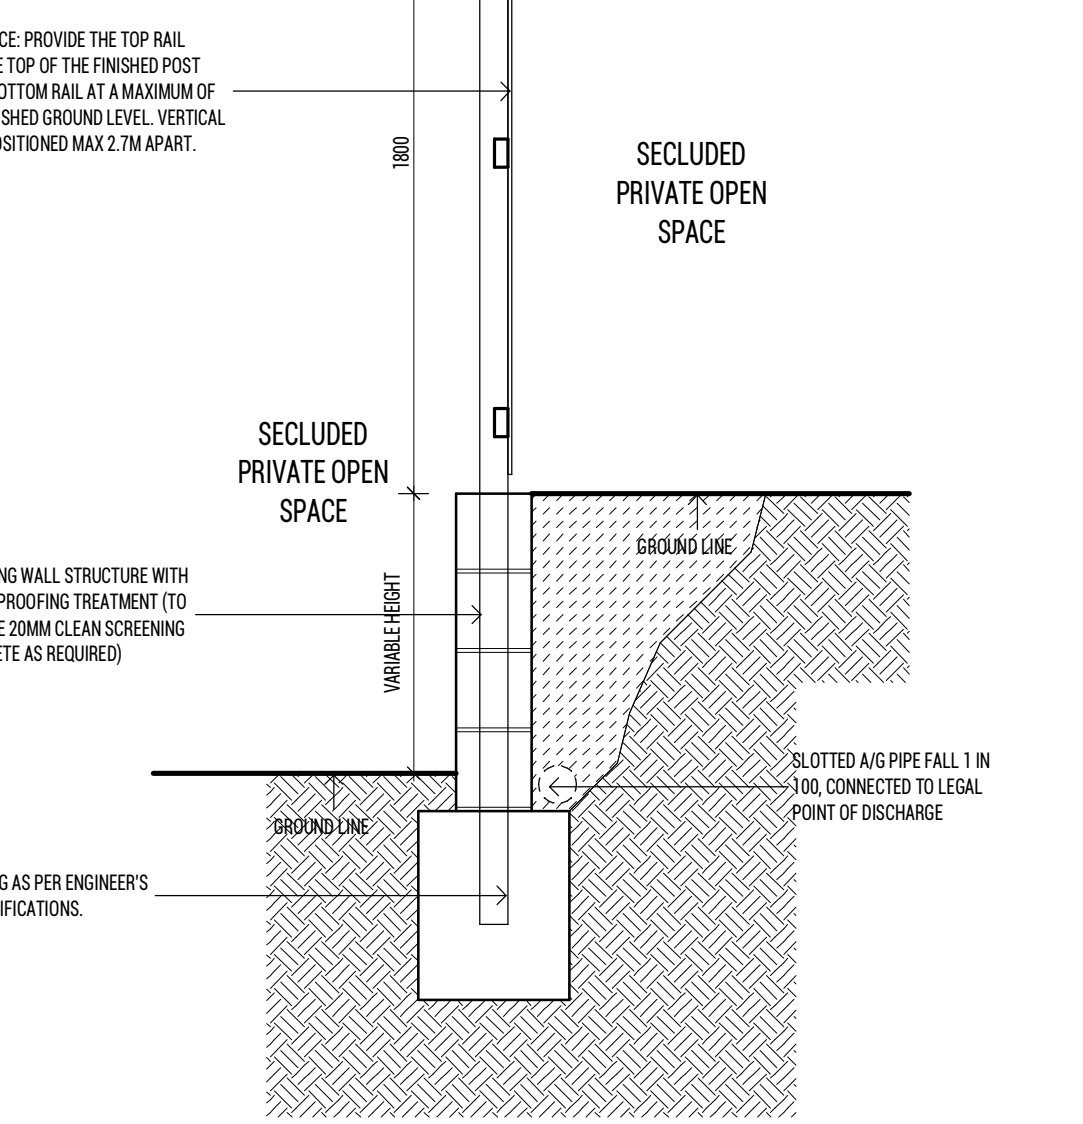 CE: PROVIDE THE TOP RAIL
E TOP OF THE FINISHED POST
OTTOM RAIL AT A MAXIMUM OF
SHED GROUND LEVEL. VERTICAL
OSITIONED MAX 2.7M APART.
1800
SECLUDED
PRIVATE OPEN
SPACE
SECLUDED
PRIVATE OPEN
SPACE
GROUND LINE
NG WALL STRUCTURE WITH
PROOFING TREATMENT (TO
E 20MM CLEAN SCREENING
ETE AS REQUIRED)
VARIABLE HEIGHT
SLOTTED A/G PIPE FALL 1 IN
100, CONNECTED TO LEGAL
POINT OF DISCHARGE
GROUND LINE
G AS PER ENGINEER'S
IFICATIONS.